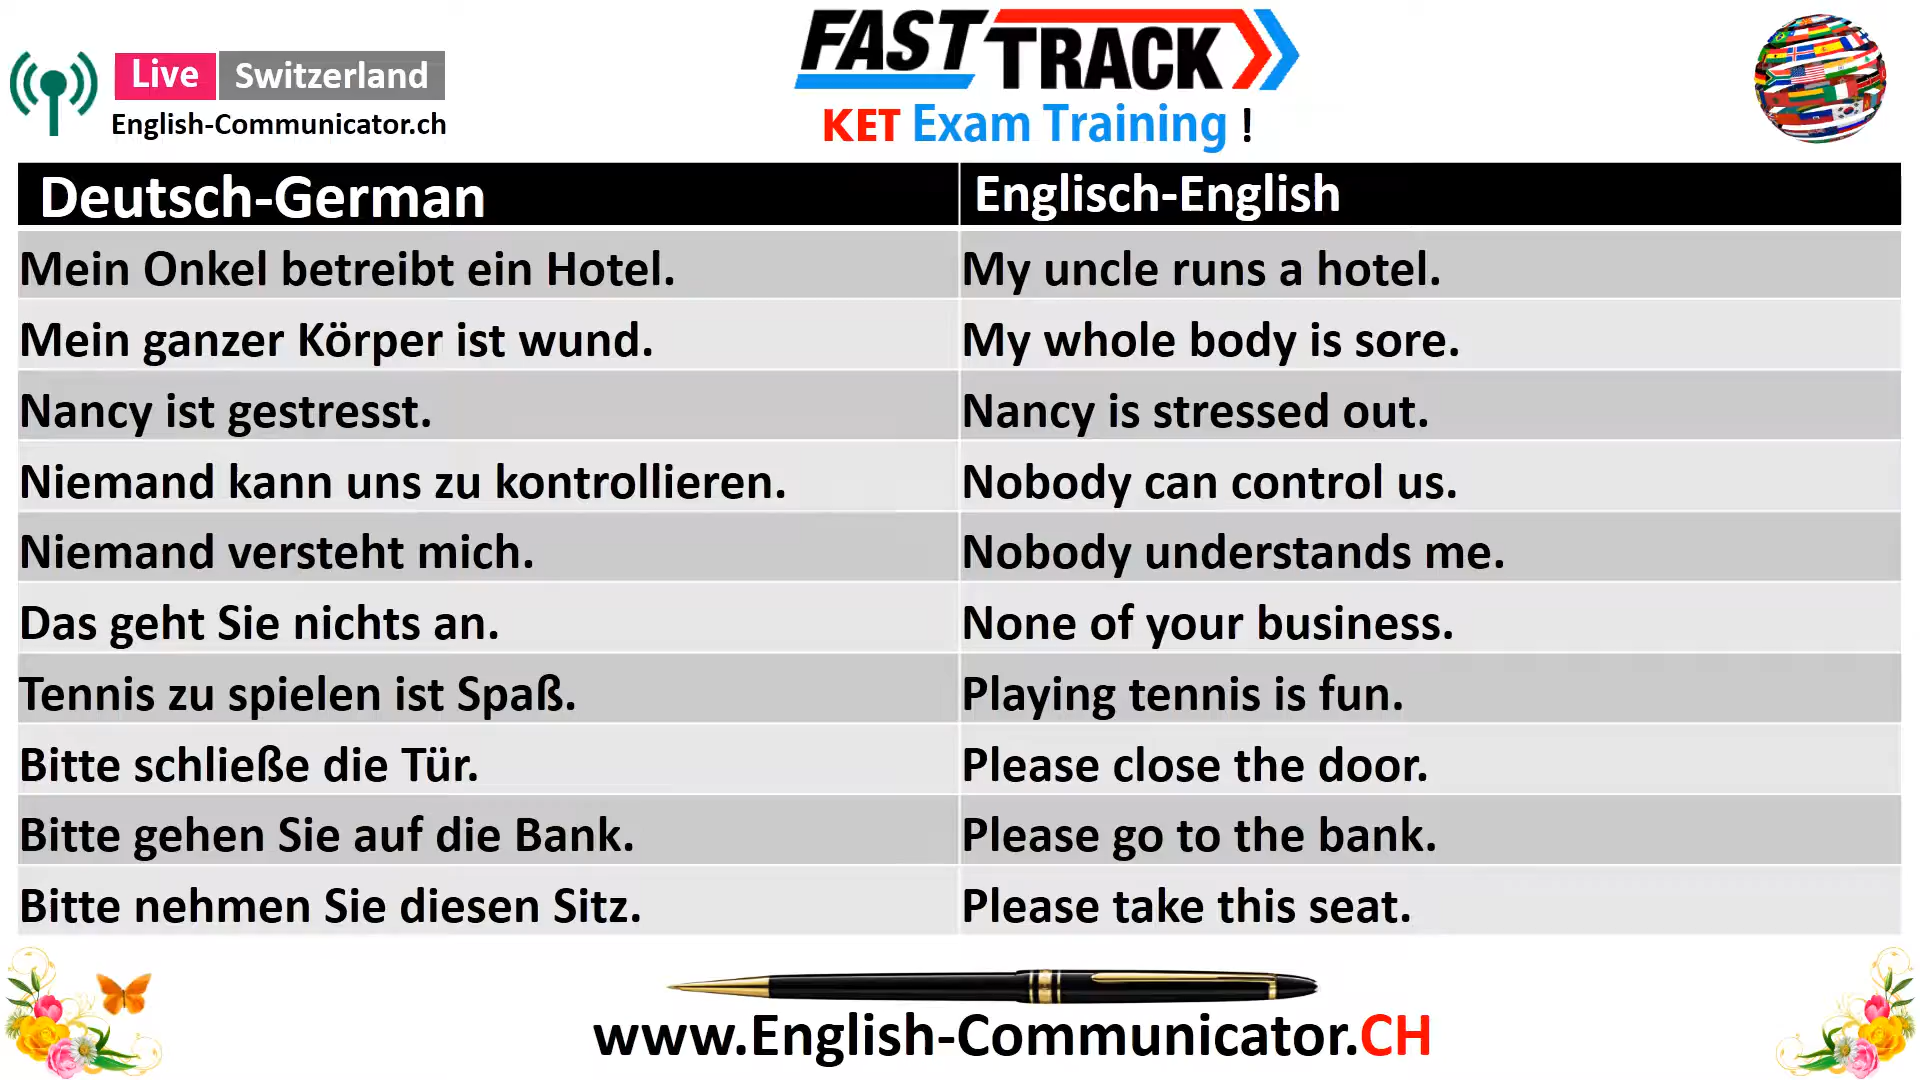 Live Switzerland
English-Communicator.ch
FAST TRACK
KET Exam Training !
Deutsch-German Englisch-English
Mein Onkel betreibt ein Hotel. My uncle runs a hotel.
Mein ganzer Körper ist wund. My whole body is sore.
Nancy ist gestresst. Nancy is stressed out.
Niemand kann uns zu kontrollieren. Nobody can control us.
Niemand versteht mich. Nobody understands me.
Das geht Sie nichts an. None of your business.
Tennis zu spielen ist Spaß. Playing tennis is fun.
Bitte schließe die Tür. Please close the door.
Bitte gehen Sie auf die Bank. Please go to the bank.
Bitte nehmen Sie diesen Sitz. Please take this seat.
www.English-Communicator.CH